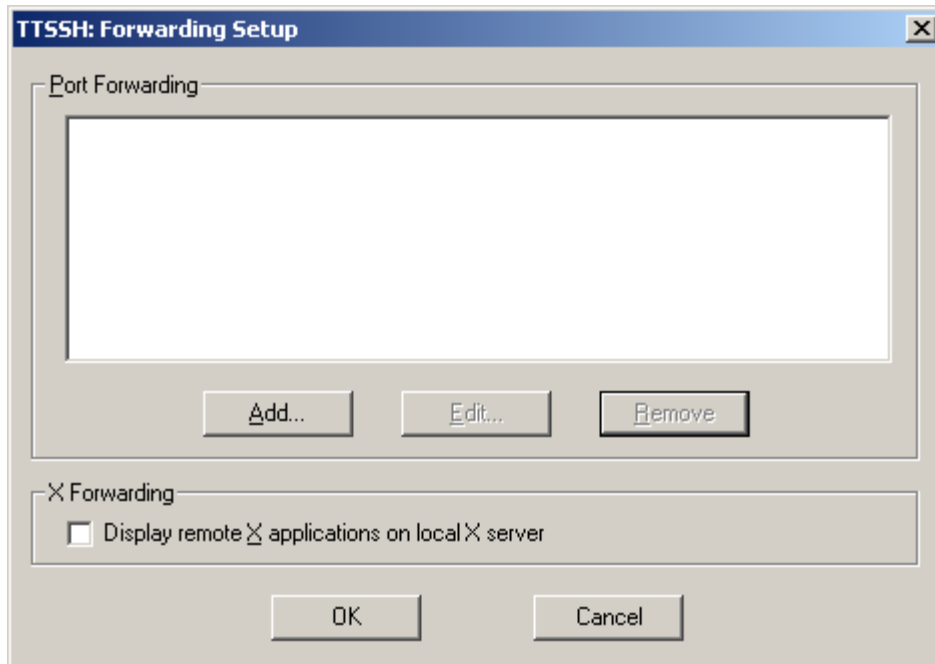 TTSSH: Forwarding Setup
Port Forwarding
Add... Edit... Remove
X Forwarding
Display remote X applications on local X server
OK Cancel